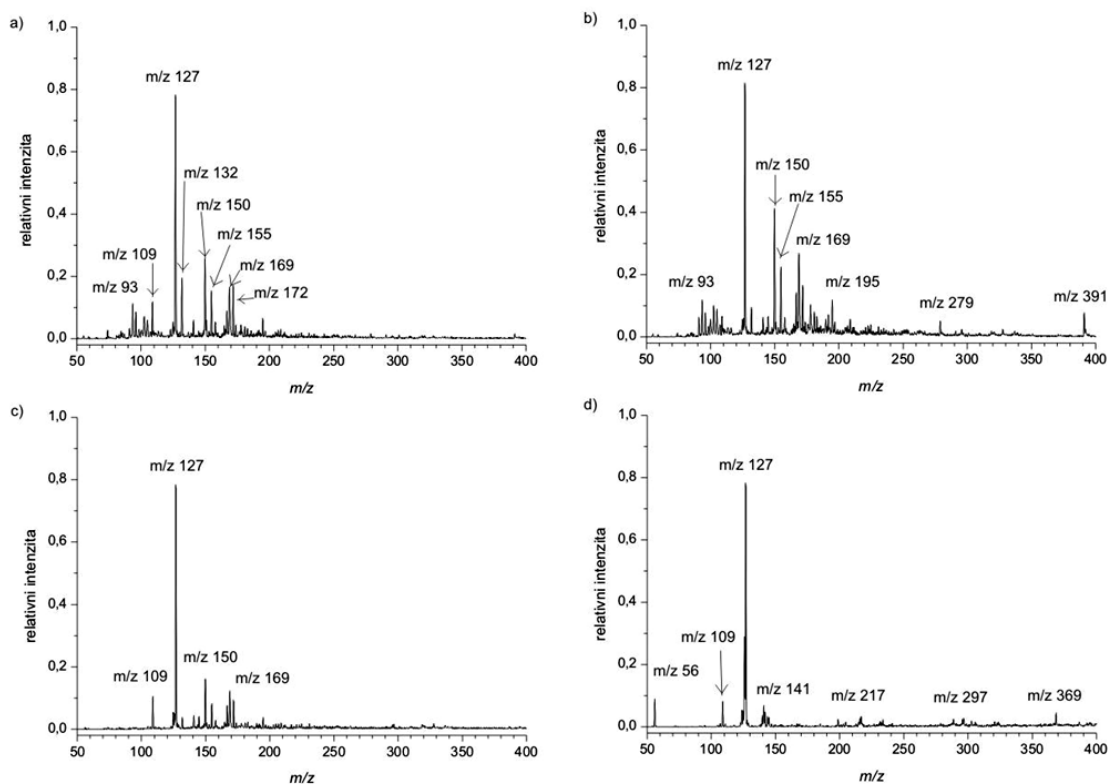 a)
1,0
0,8
0,6
0,4
0,2
0,0
relativni intenzita
m/z 127
m/z 132
m/z 150
m/z 155
m/z 109
m/z 169
m/z 93
m/z 172
50 100 150 200 250 300 350 400
m/z
b)
1,0
0,8
0,6
0,4
0,2
0,0
relativni intenzita
m/z 127
m/z 150
m/z 155
m/z 169
m/z 93
m/z 195
m/z 279
m/z 391
50 100 150 200 250 300 350 400
m/z
c)
1,0
0,8
0,6
0,4
0,2
0,0
relativni intenzita
m/z 127
m/z 109
m/z 150
m/z 169
50 100 150 200 250 300 350 400
m/z
d)
1,0
0,8
0,6
0,4
0,2
0,0
relativni intenzita
m/z 127
m/z 109
m/z 56
m/z 141
m/z 217
m/z 297
m/z 369
50 100 150 200 250 300 350 400
m/z